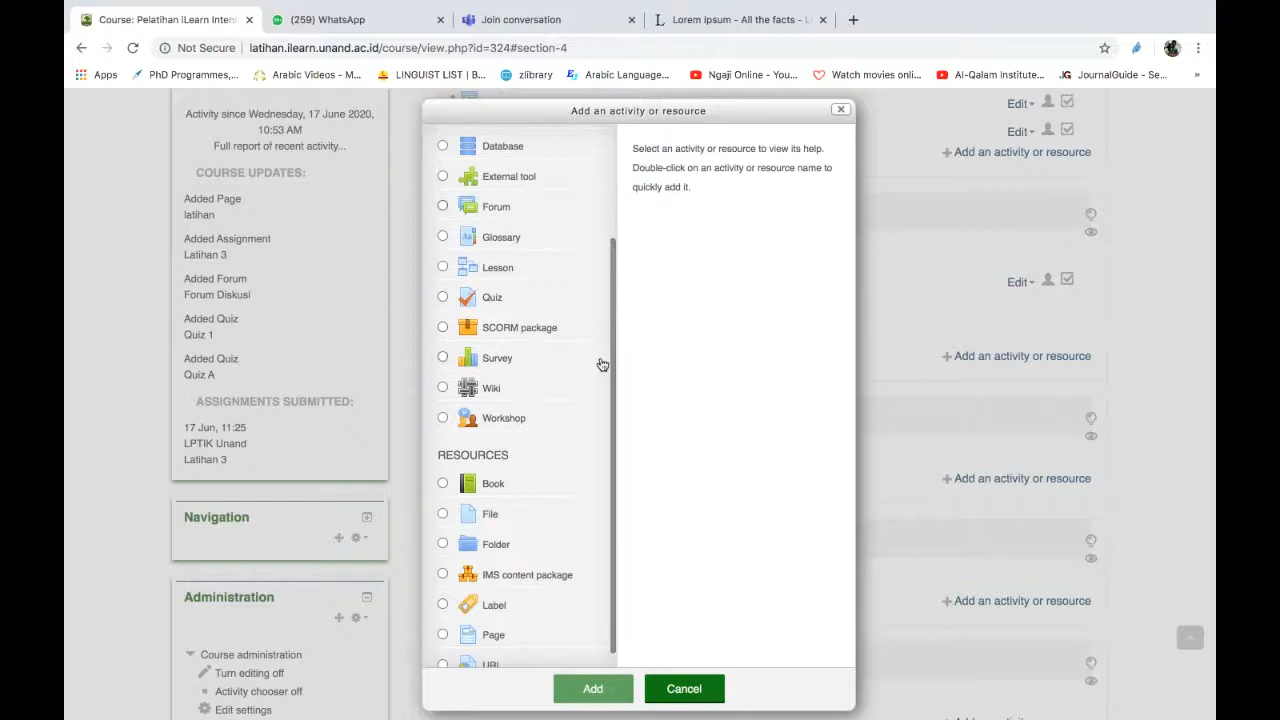 Course: Pelatihan iLearn Inten
(259) WhatsApp
Join conversation
Lorem Ipsum - All the facts - Li
Not Secure
latihan.ilearn.unand.ac.id/course/view.php?id=324#section-4
Apps
PhD Programmes,...
Arabic Videos - M...
LINGUIST LIST | B...
zlibrary
Arabic Language...
Ngaji Online - You...
Watch movies onli...
Al-Qalam Institute...
JournalGuide - Se...
»
Activity since Wednesday, 17 June 2020,
10:53 AM
Full report of recent activity...
COURSE UPDATES:
Added Page
latihan
Added Assignment
Latihan 3
Added Forum
Forum Diskusi
Added Quiz
Quiz 1
Added Quiz
Quiz A
ASSIGNMENTS SUBMITTED:
17 Jun, 11:25
LPTIK Unand
Latihan 3
Navigation
Administration
Course administration
Turn editing off
Activity chooser off
Edit settings
Add an activity or resource
Database
External tool
Forum
Glossary
Lesson
Quiz
SCORM package
Survey
Wiki
Workshop
RESOURCES
Book
File
Folder
IMS content package
Label
Page
URL
Select an activity or resource to view its help.
Double-click on an activity or resource name to
quickly add it.
Add
Cancel
Edit
Edit
Add an activity or resource
Edit
Add an activity or resource
Add an activity or resource
Add an activity or resource